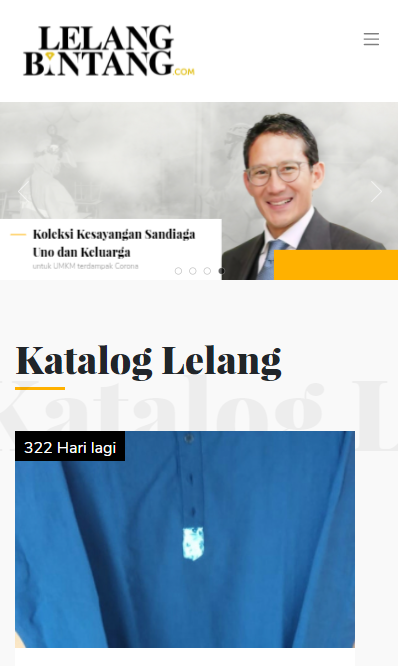 LELANG
BINTANG.COM
Koleksi Kesayangan Sandiaga
Uno dan Keluarga
untuk UMKM terdampak Corona
Katalog Lelang
Katalog L
322 Hari lagi